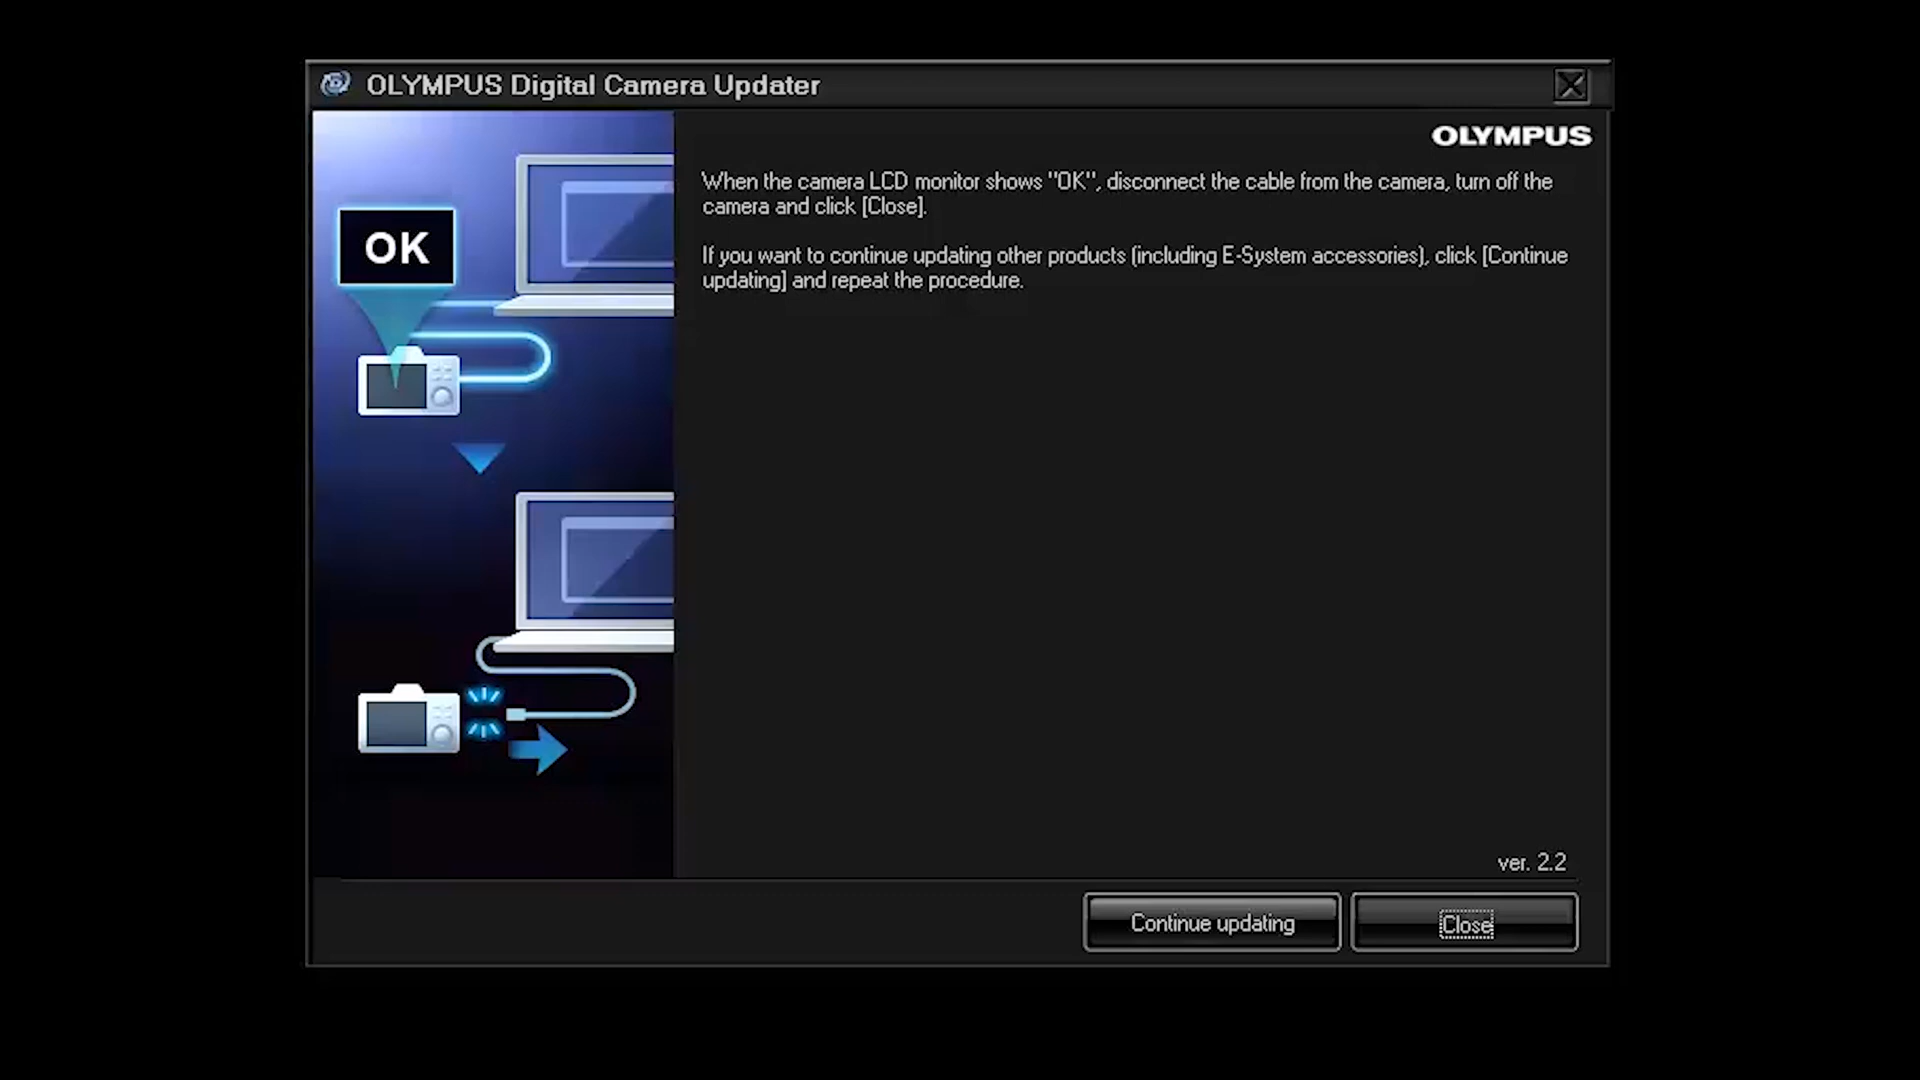 OLYMPUS Digital Camera Updater
OLYMPUS
When the camera LCD monitor shows "OK", disconnect the cable from the camera, turn off the
camera and click [Close].
If you want to continue updating other products (including E-System accessories), click [Continue
updating] and repeat the procedure.
OK
ver. 2.2
Continue updating
Close